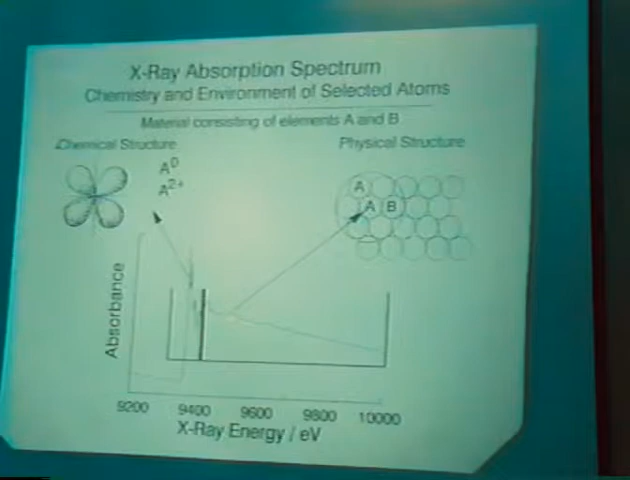 X-Ray Absorption Spectrum
Chemistry and Environment of Selected Atoms
Material consisting of elements A and B
Chemical Structure
Physical Structure
A0
A2+
A
A B
Absorbance
9200 9400 9600 9800 10000
X-Ray Energy / eV